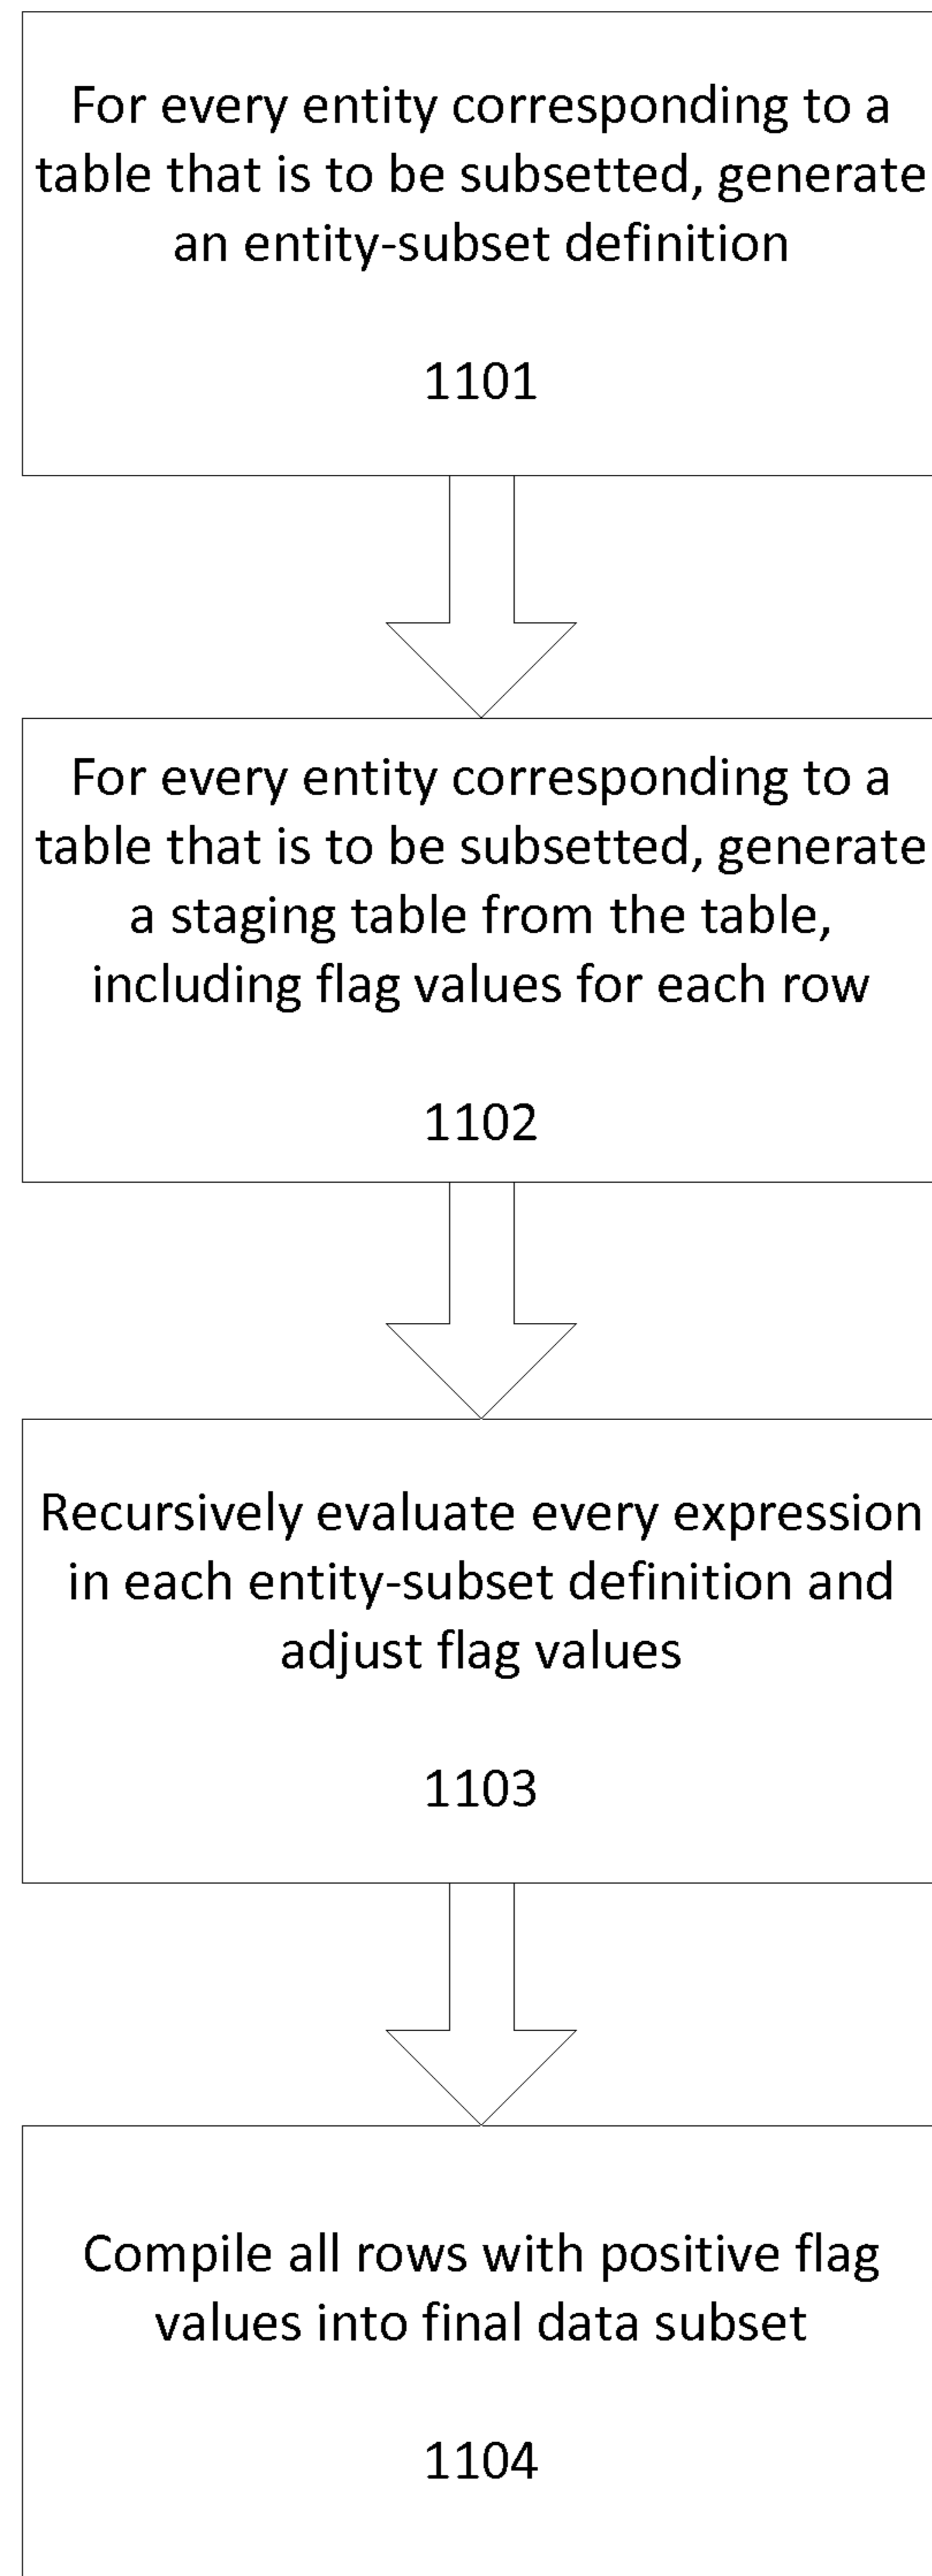 For every entity corresponding to a
table that is to be subsetted, generate
an entity-subset definition
1101
For every entity corresponding to a
table that is to be subsetted, generate
a staging table from the table,
including flag values for each row
1102
Recursively evaluate every expression
in each entity-subset definition and
adjust flag values
1103
Compile all rows with positive flag
values into final data subset
1104